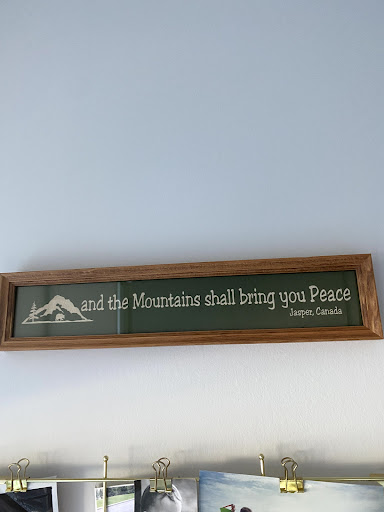 and the Mountains shall bring you Peace
Jasper, Canada